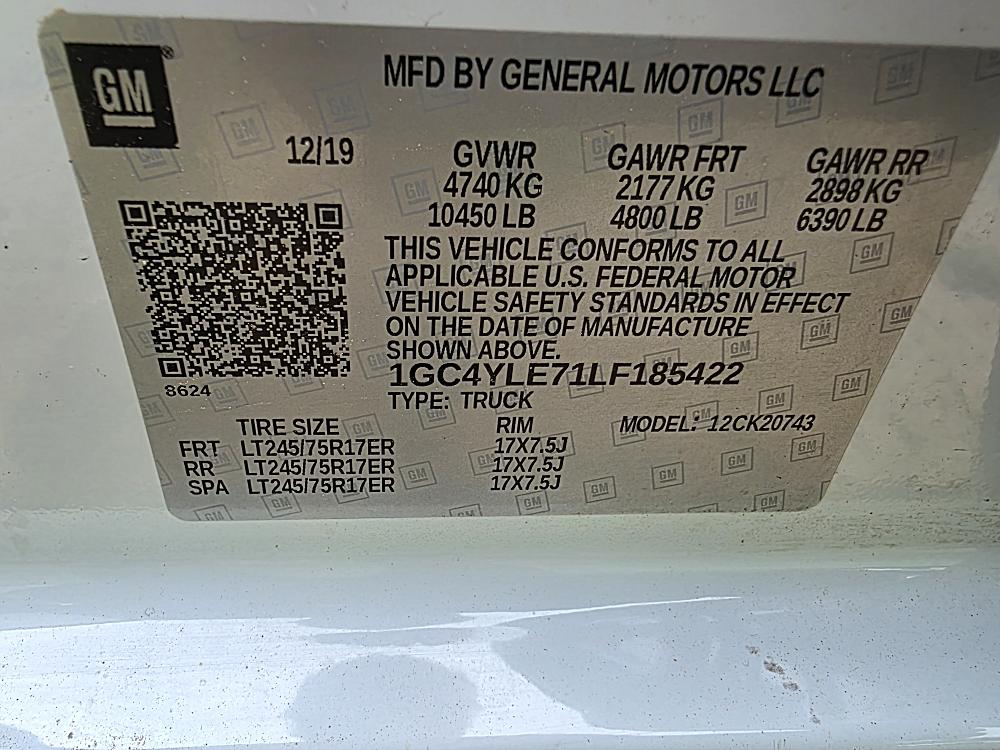 GM ®
MFD BY GENERAL MOTORS LLC
12/19 GVWR GAWR FRT GAWR RR
4740 KG 2177 KG 2898 KG
10450 LB 4800 LB 6390 LB
THIS VEHICLE CONFORMS TO ALL
APPLICABLE U.S. FEDERAL MOTOR
VEHICLE SAFETY STANDARDS IN EFFECT
ON THE DATE OF MANUFACTURE
SHOWN ABOVE.
8624 1GC4YLE71LF185422
TYPE: TRUCK
TIRE SIZE RIM MODEL: 12CK20743
FRT LT245/75R17ER 17X7.5J
RR LT245/75R17ER 17X7.5J
SPA LT245/75R17ER 17X7.5J